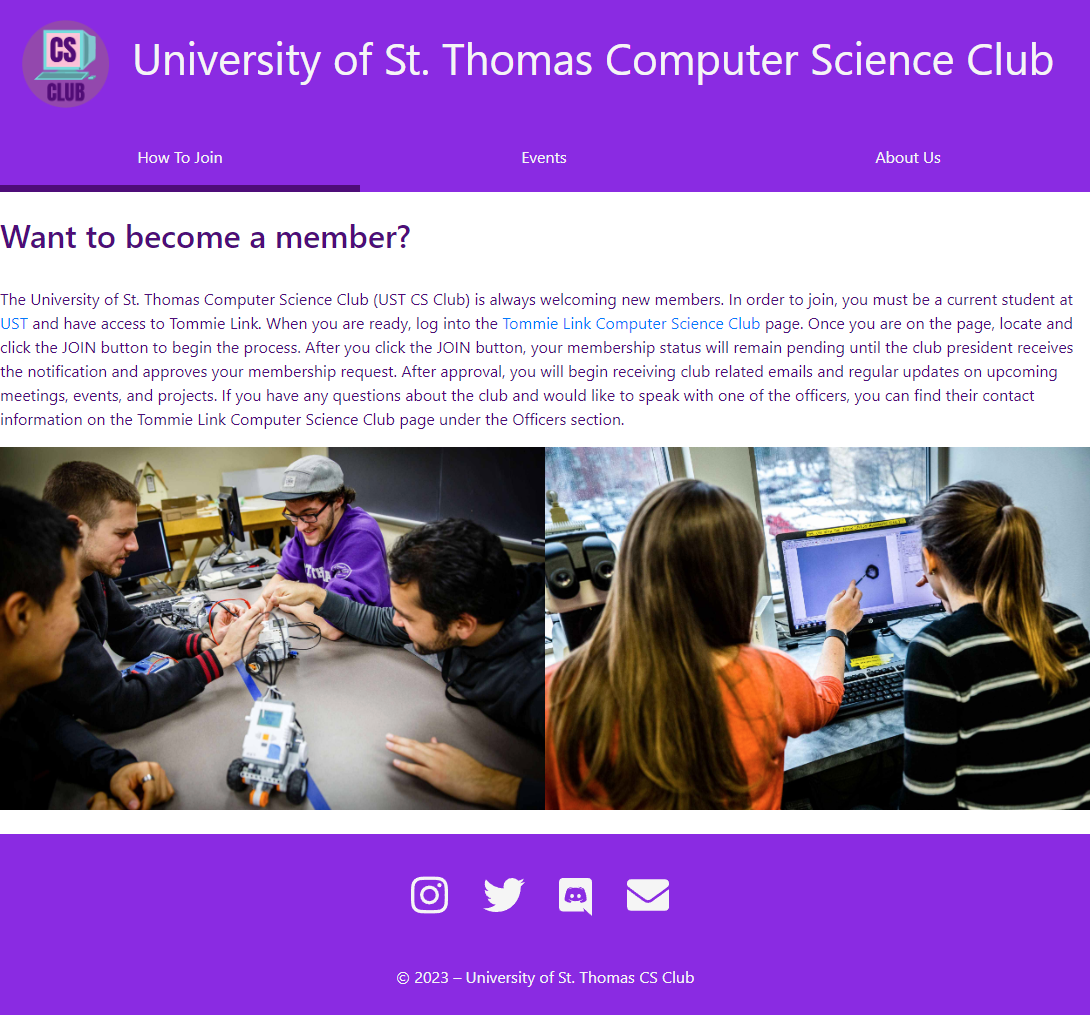 CS
CLUB
University of St. Thomas Computer Science Club
How To Join
Events
About Us
Want to become a member?
The University of St. Thomas Computer Science Club (UST CS Club) is always welcoming new members. In order to join, you must be a current student at
UST and have access to Tommie Link. When you are ready, log into the Tommie Link Computer Science Club page. Once you are on the page, locate and
click the JOIN button to begin the process. After you click the JOIN button, your membership status will remain pending until the club president receives
the notification and approves your membership request. After approval, you will begin receiving club related emails and regular updates on upcoming
meetings, events, and projects. If you have any questions about the club and would like to speak with one of the officers, you can find their contact
information on the Tommie Link Computer Science Club page under the Officers section.
© 2023 – University of St. Thomas CS Club